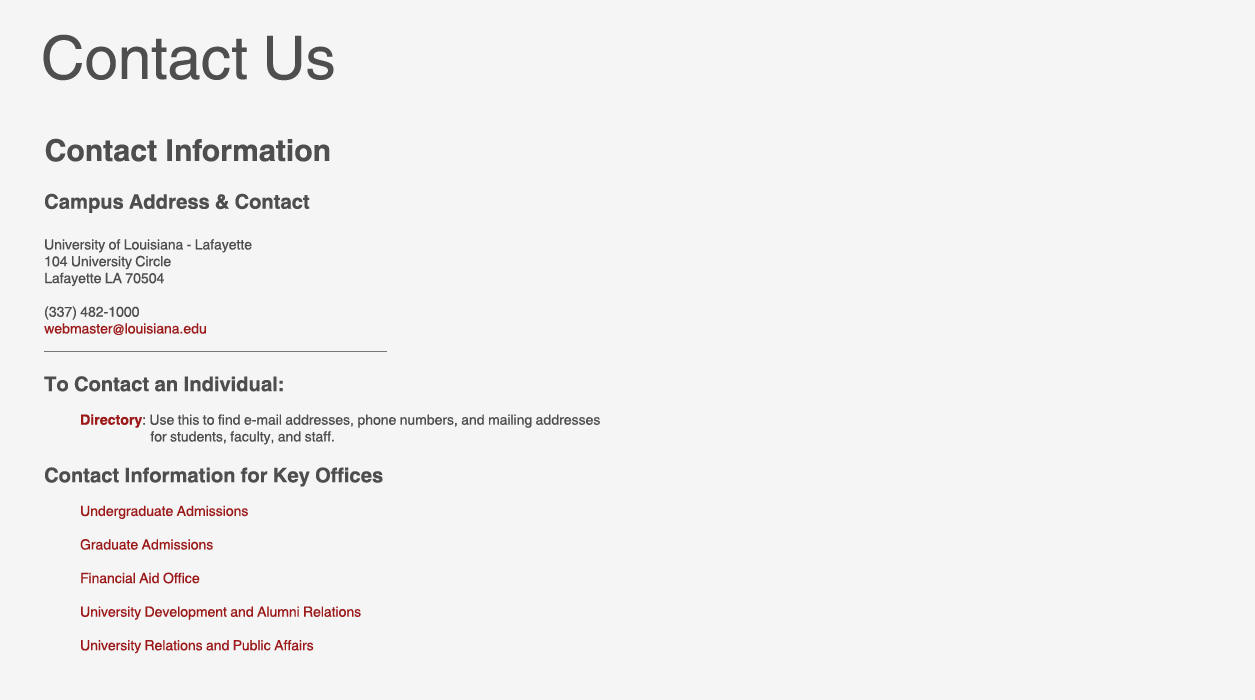 Contact Us
Contact Information
Campus Address & Contact
University of Louisiana - Lafayette
104 University Circle
Lafayette LA 70504
(337) 482-1000
webmaster@louisiana.edu
To Contact an Individual:
Directory: Use this to find e-mail addresses, phone numbers, and mailing addresses
for students, faculty, and staff.
Contact Information for Key Offices
Undergraduate Admissions
Graduate Admissions
Financial Aid Office
University Development and Alumni Relations
University Relations and Public Affairs